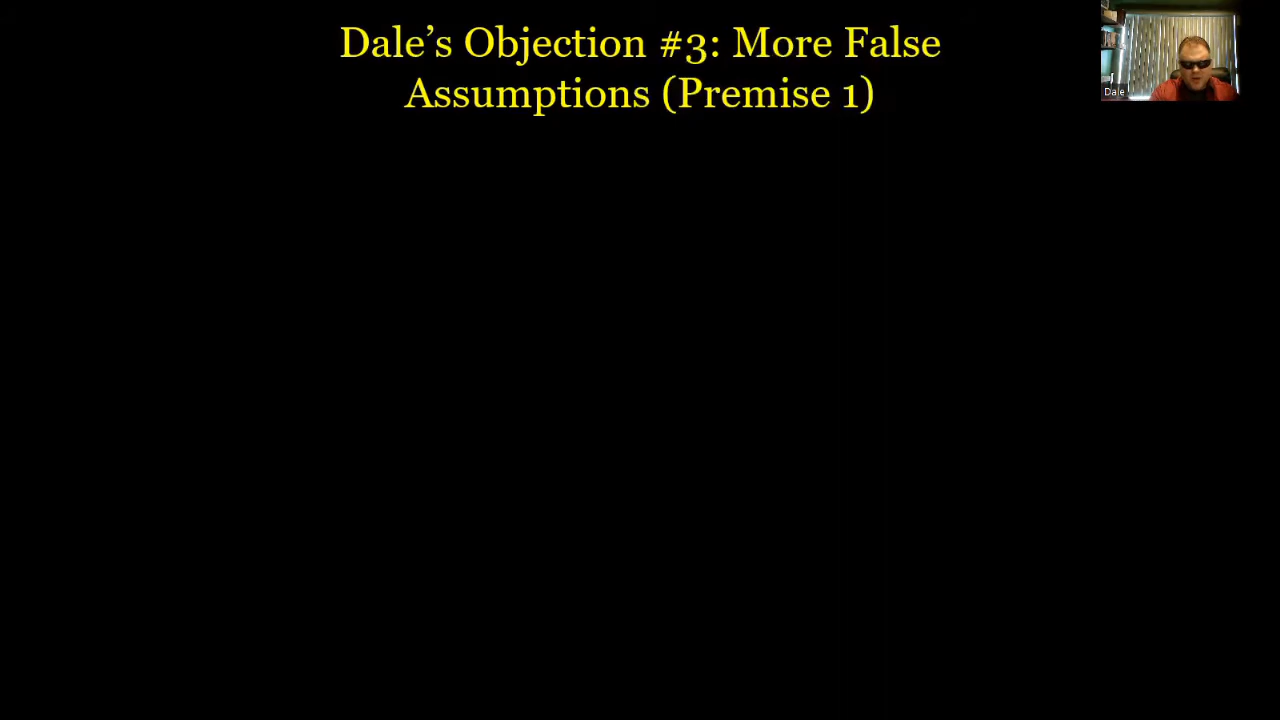 Dale’s Objection #3: More False
Assumptions (Premise 1)
Dale